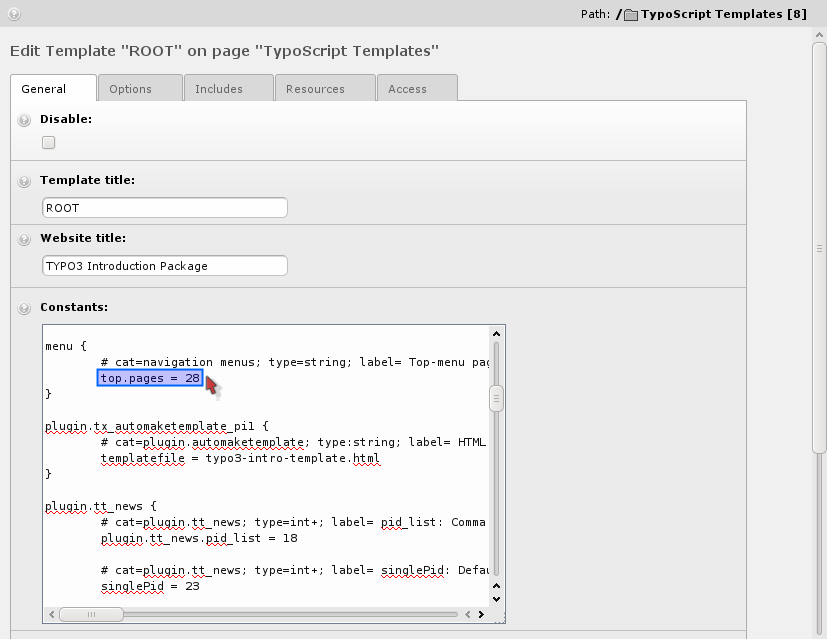 Path: /TypoScript Templates [8]
Edit Template "ROOT" on page "TypoScript Templates"
General Options Includes Resources Access
Disable:
Template title:
ROOT
Website title:
TYPO3 Introduction Package
Constants:
menu {
# cat=navigation menus; type=string; label= Top-menu pag
top.pages = 28
}
plugin.tx_automaketemplate_pi1 {
# cat=plugin.automaketemplate; type:string; label= HTML
templatefile = typo3-intro-template.html
}
plugin.tt_news {
# cat=plugin.tt_news; type=int+; label= pid_list: Comma
plugin.tt_news.pid_list = 18
# cat=plugin.tt_news; type=int+; label= singlePid: Defau
singlePid = 23